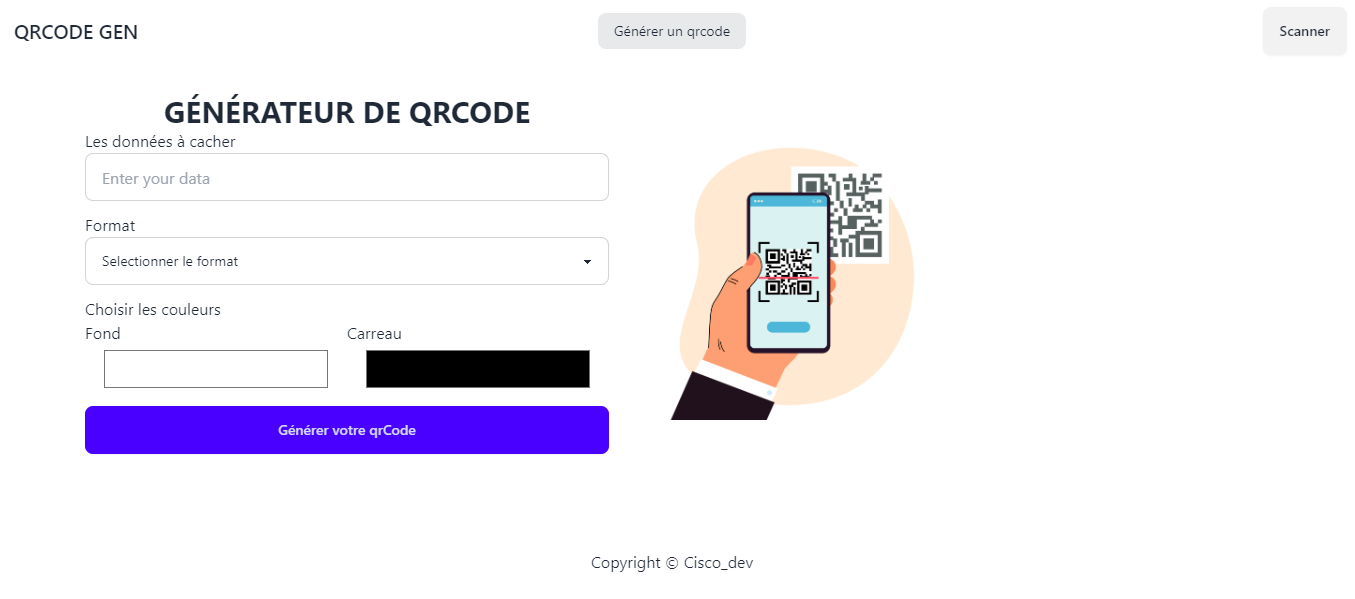 QRCODE GEN
Générer un qrcode
Scanner
GÉNÉRATEUR DE QRCODE
Les données à cacher
Enter your data
Format
Selectionner le format
Choisir les couleurs
Fond
Carreau
Générer votre qrCode
Copyright © Cisco_dev